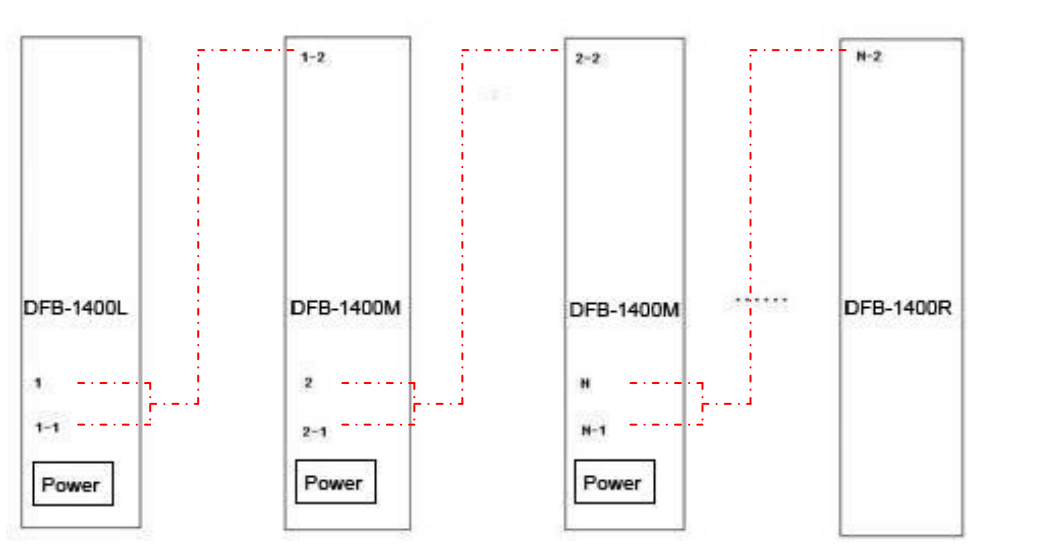 1-2
2-2
N-2
DFB-1400L
DFB-1400M
DFB-1400M
......
DFB-1400R
1
2
N
1-1
2-1
N-1
Power
Power
Power